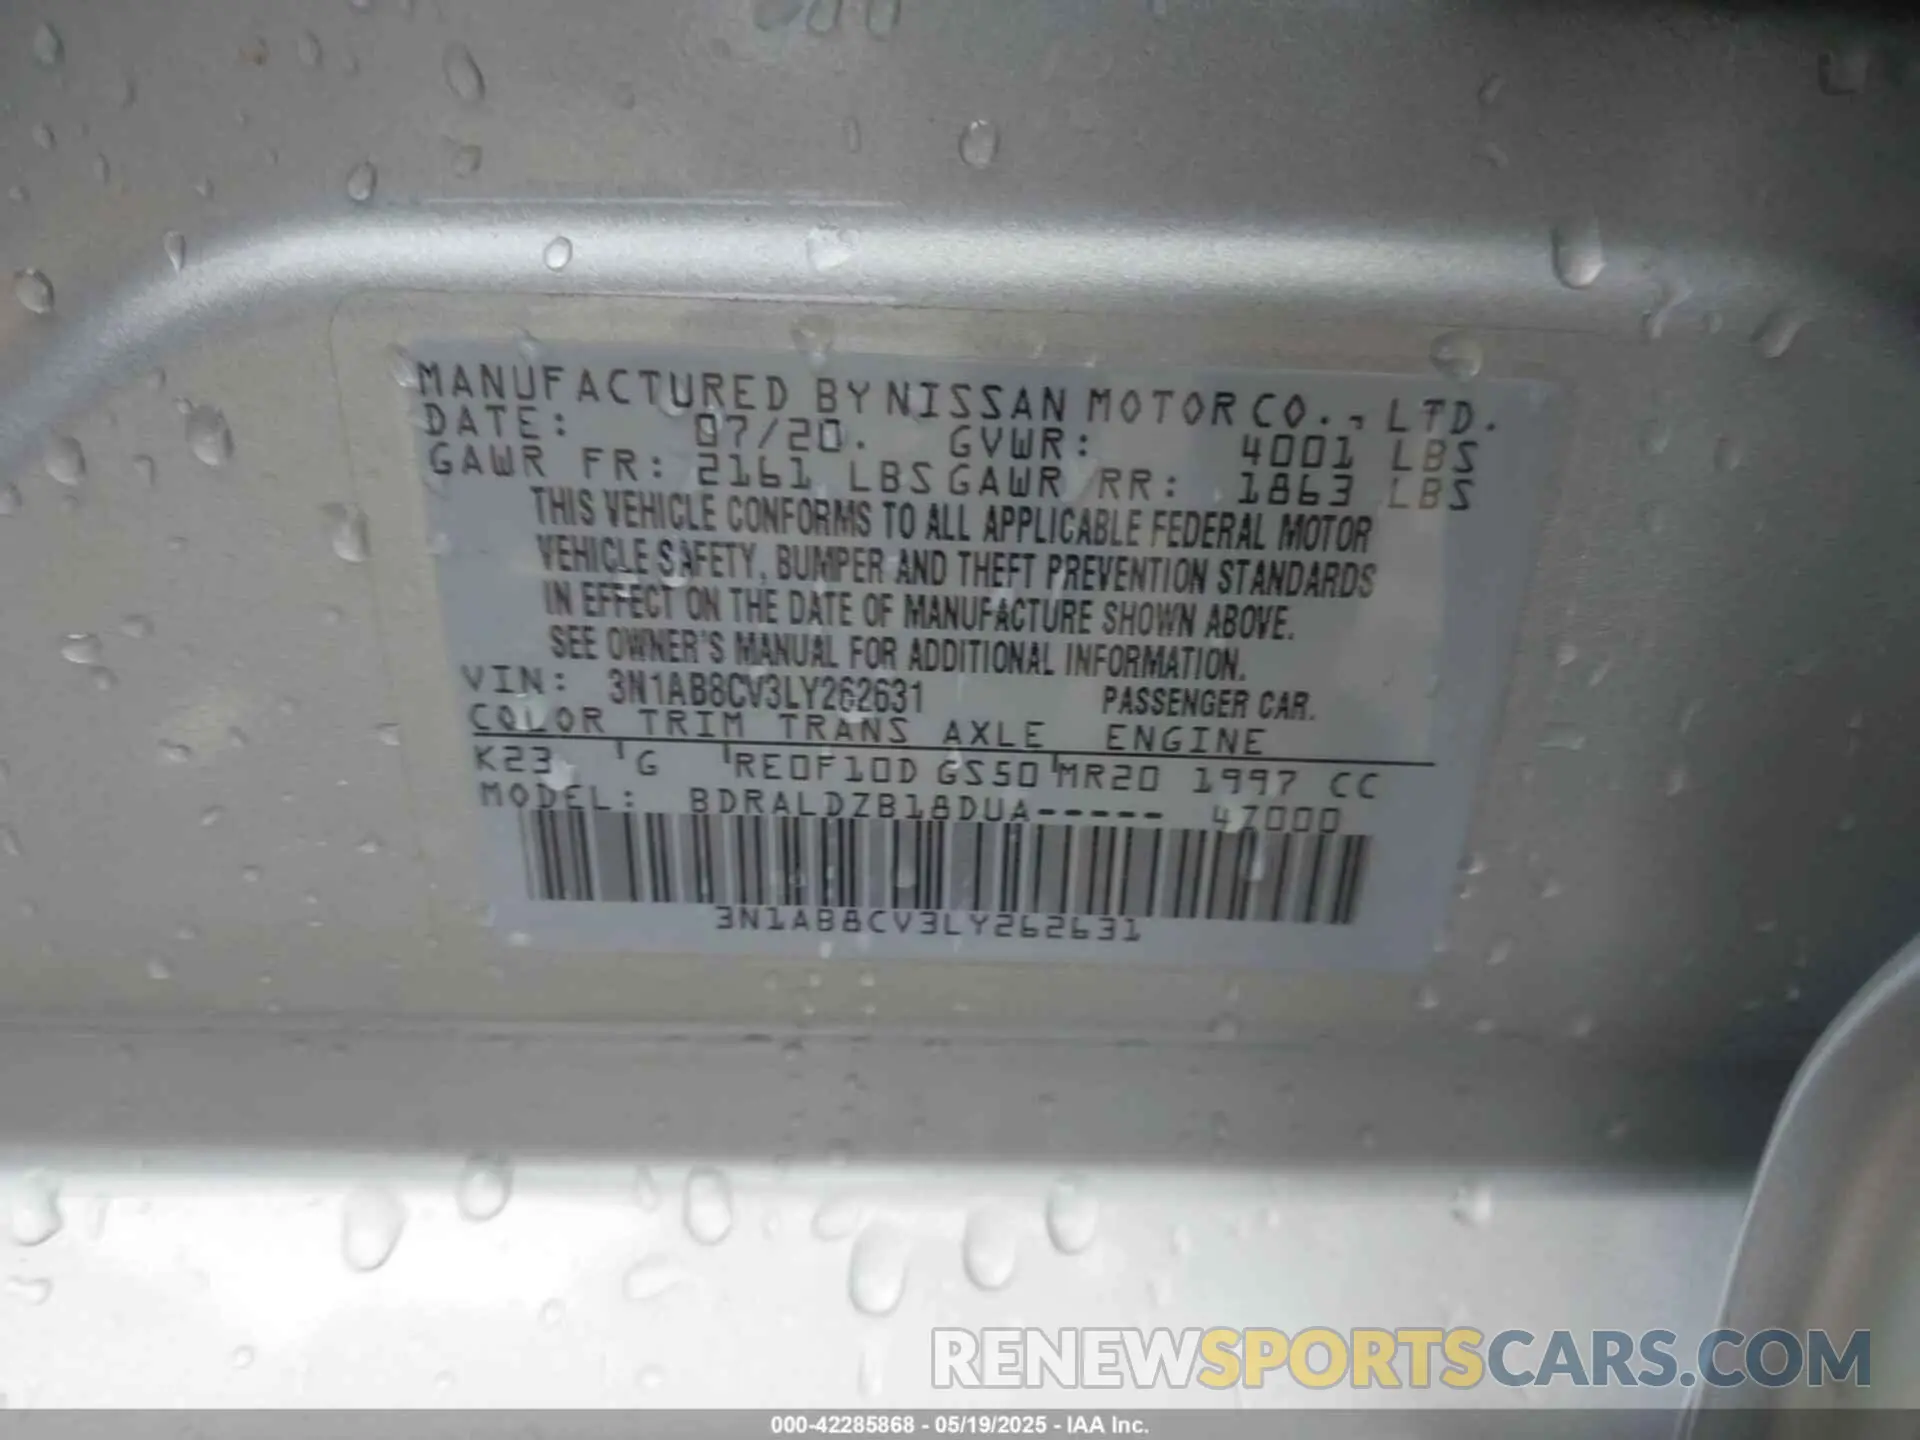 MANUFACTURED BY NISSAN MOTOR CO., LTD.
DATE: 07/20. GVWR: 4001 LBS
GAWR FR: 2161 LBS GAWR RR: 1863 LBS
THIS VEHICLE CONFORMS TO ALL APPLICABLE FEDERAL MOTOR
VEHICLE SAFETY, BUMPER AND THEFT PREVENTION STANDARDS
IN EFFECT ON THE DATE OF MANUFACTURE SHOWN ABOVE.
SEE OWNER'S MANUAL FOR ADDITIONAL INFORMATION.
VIN: 3N1AB8CV3LY262631 PASSENGER CAR.
COLOR TRIM TRANS AXLE ENGINE
K23 G RE0F10D GS50 MR20 1997 CC
MODEL: BDRALDZB18DUA----- 47000
3N1AB8CV3LY262631
RENEWSPORTSCARS.COM
000-42285868 - 05/19/2025 - IAA Inc.